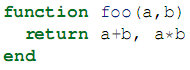 function foo(a,b)
  return a+b, a*b
end